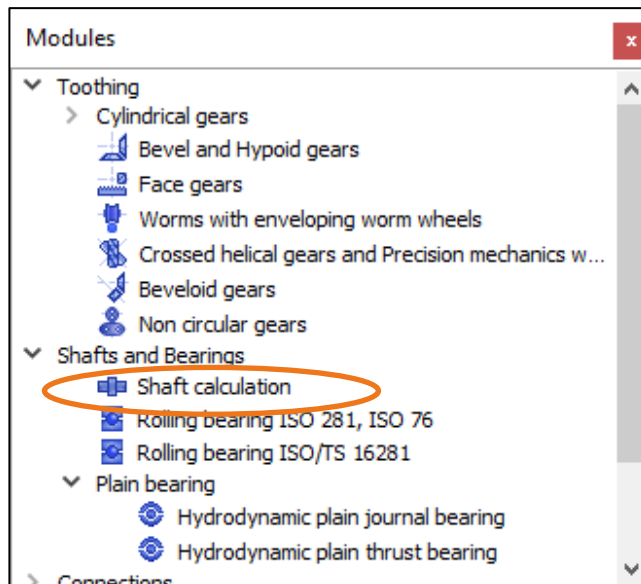 Modules
x
Toothing
Cylindrical gears
Bevel and Hypoid gears
Face gears
Worms with enveloping worm wheels
Crossed helical gears and Precision mechanics w...
Beveloid gears
Non circular gears
Shafts and Bearings
Shaft calculation
Rolling bearing ISO 281, ISO 76
Rolling bearing ISO/TS 16281
Plain bearing
Hydrodynamic plain journal bearing
Hydrodynamic plain thrust bearing
Connections